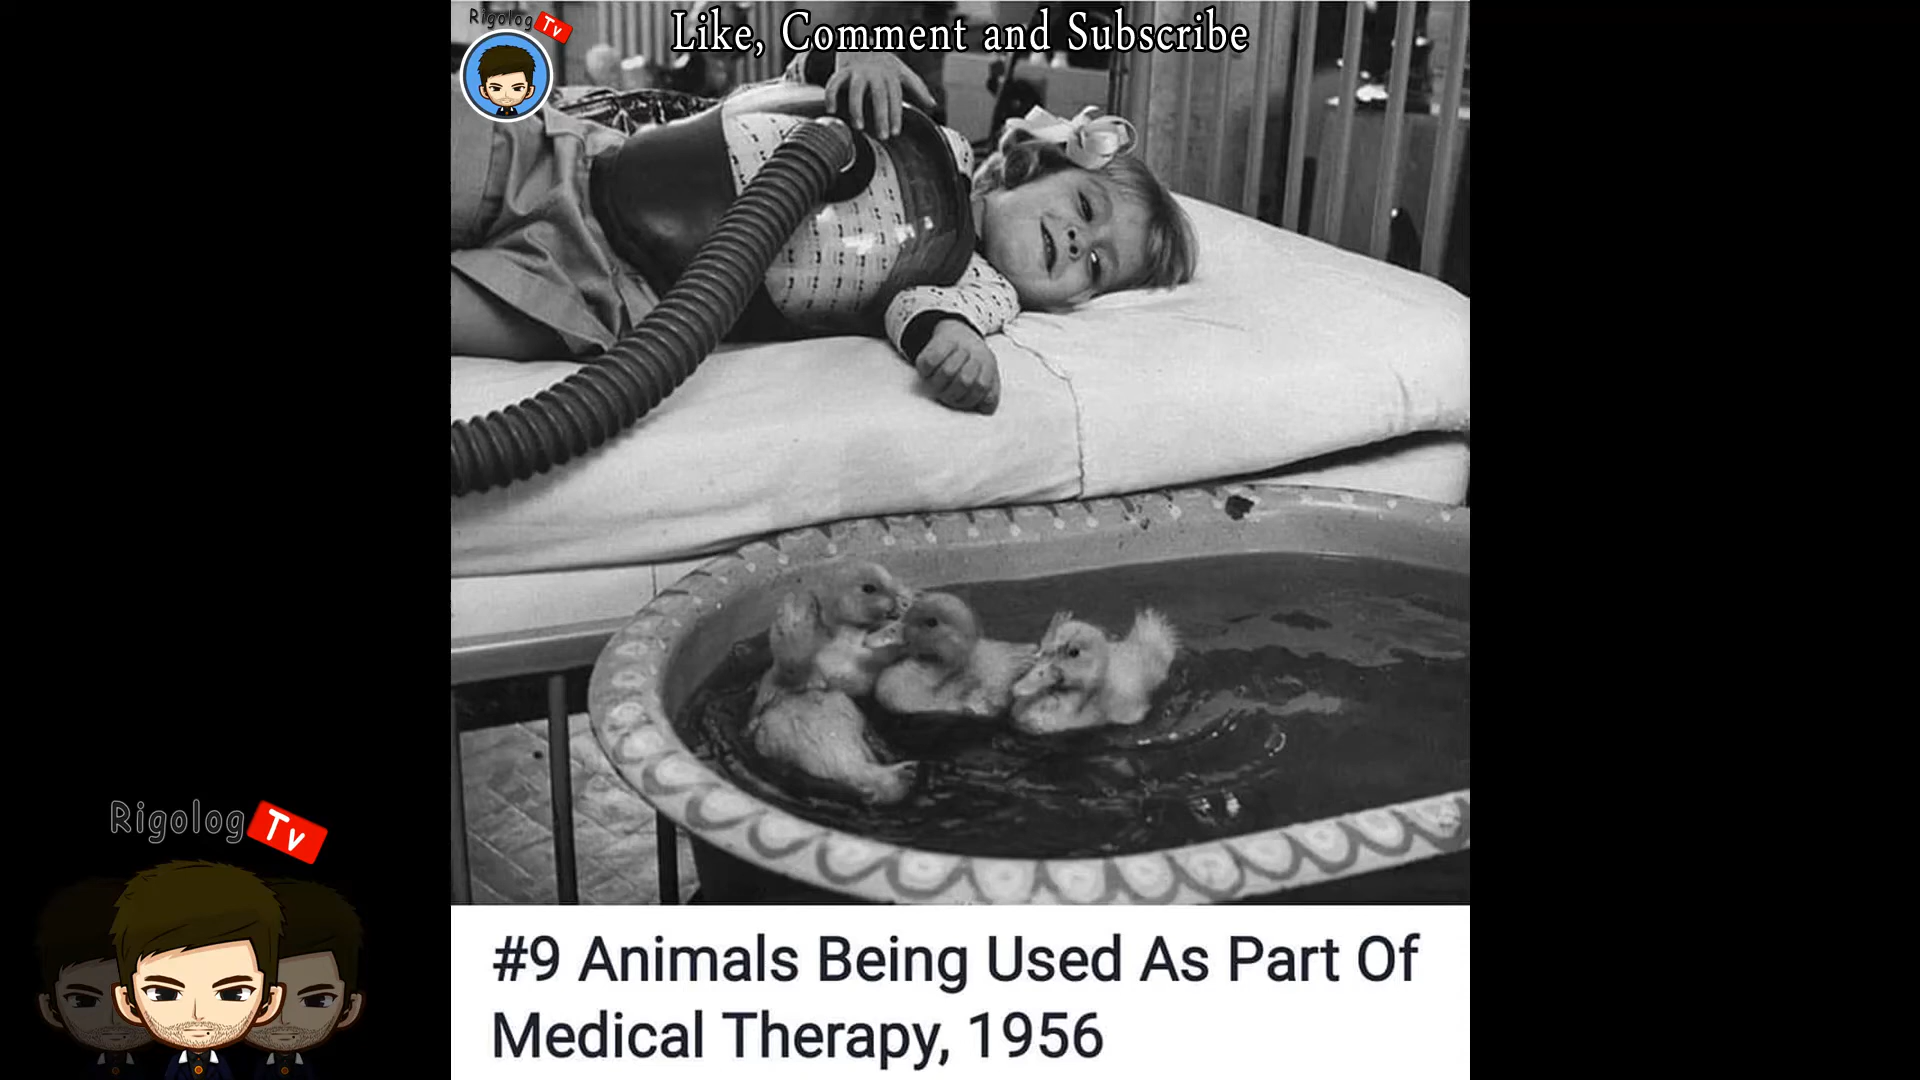 Rigolog Tv
Like, Comment and Subscribe
Rigolog Tv
#9 Animals Being Used As Part Of
Medical Therapy, 1956